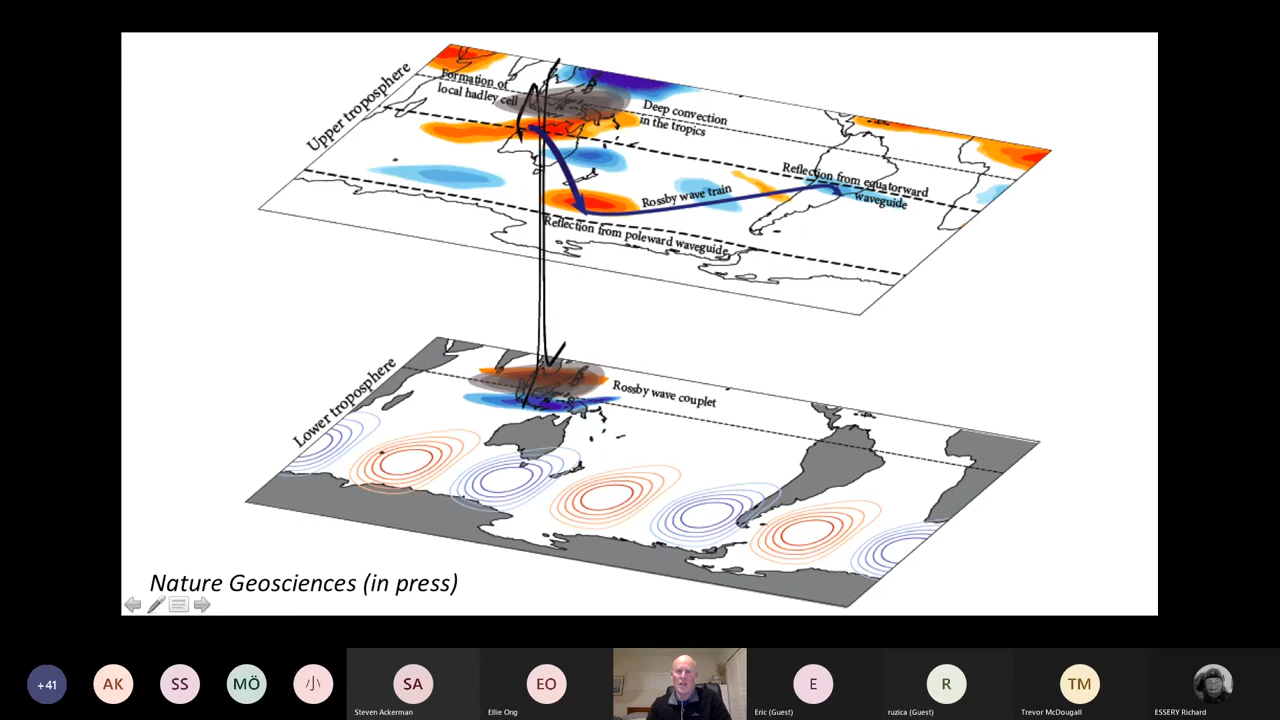 Upper troposphere
Formation of
local hadley cell
Deep convection
in the tropics
Reflection from equatorward
waveguide
Rossby wave train
Reflection from poleward waveguide
Lower troposphere
Rossby wave couplet
Nature Geosciences (in press)
+41
AK
SS
MÖ
小
SA
EO
E
R
TM
Steven Ackerman
Ellie Ong
Eric (Guest)
ruzica (Guest)
Trevor McDougall
ESSERY Richard